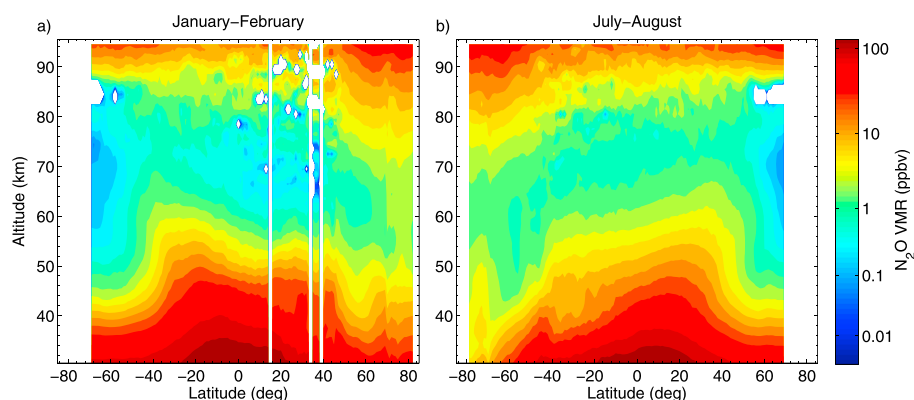 a)
January−February
b)
July−August
Altitude (km)
90
80
70
60
50
40
−80 −60 −40 −20 0 20 40 60 80
Latitude (deg)
−80 −60 −40 −20 0 20 40 60 80
Latitude (deg)
100
10
1
0.1
0.01
N2O VMR (ppbv)
90
80
70
60
50
40